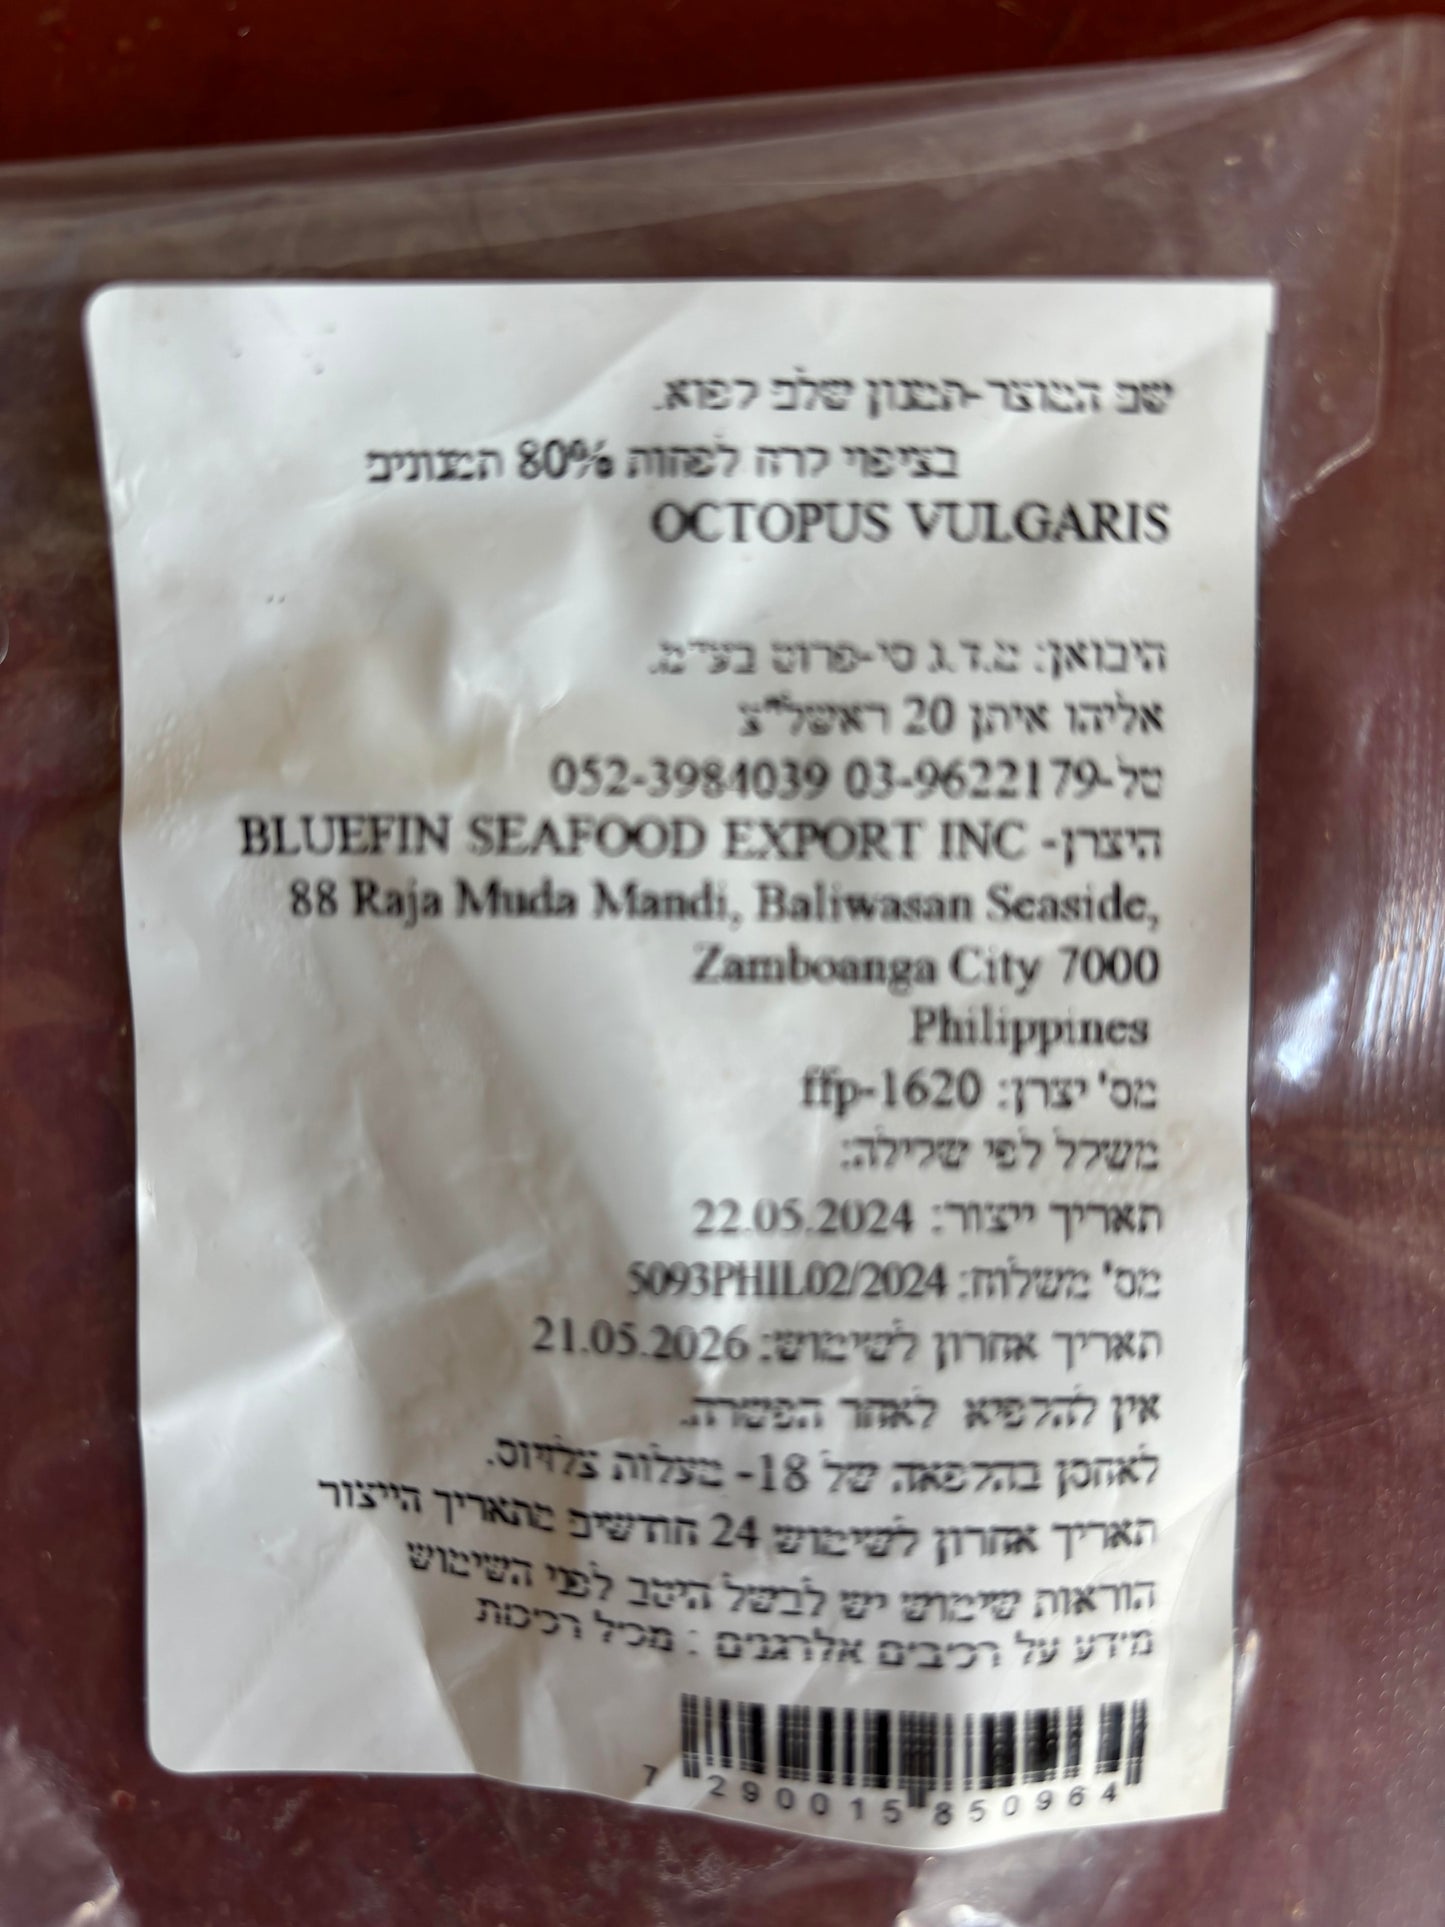 שם המוצר-תמנון שלם קפוא.
בציפוי קרח לפחות 80% תמנונים
OCTOPUS VULGARIS
היבואן: מ.ד.ג סי-פרוט בע"מ.
אליהו איתן 20 ראשל"צ
טל-03-9622179 052-3984039
היצרן- BLUEFIN SEAFOOD EXPORT INC
88 Raja Muda Mandi, Baliwasan Seaside,
Zamboanga City 7000
Philippines
מס' יצרן: ffp-1620
משקל לפי שקילה:
תאריך ייצור: 22.05.2024
מס' משלוח: 5093PHIL02/2024
תאריך אחרון לשימוש: 21.05.2026
אין להקפיא לאחר הפשרה.
לאחסן בהקפאה של 18- מעלות צלזיוס.
תאריך אחרון לשימוש 24 חודשים מתאריך הייצור
הוראות שימוש יש לבשל היטב לפני השימוש
מידע על רכיבים אלרגנים : מכיל רכיכות
7 290015 850964